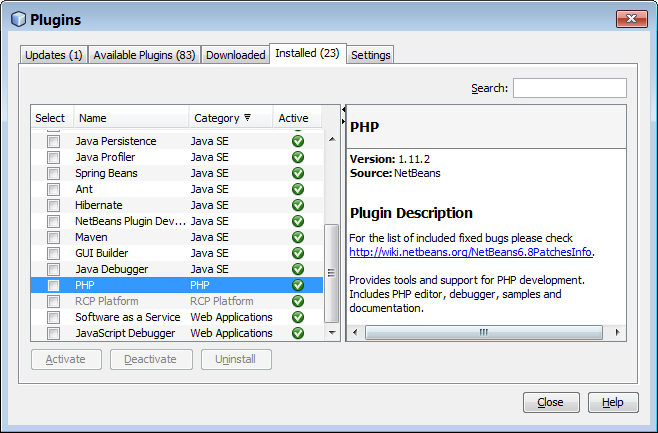 Plugins
Updates (1) Available Plugins (83) Downloaded Installed (23) Settings
Search:
Select Name Category Active
Java Persistence Java SE
Java Profiler Java SE
Spring Beans Java SE
Ant Java SE
Hibernate Java SE
NetBeans Plugin Dev... Java SE
Maven Java SE
GUI Builder Java SE
Java Debugger Java SE
PHP PHP
RCP Platform RCP Platform
Software as a Service Web Applications
JavaScript Debugger Web Applications
PHP
Version: 1.11.2
Source: NetBeans
Plugin Description
For the list of included fixed bugs please check
http://wiki.netbeans.org/NetBeans6.8PatchesInfo.
Provides tools and support for PHP development.
Includes PHP editor, debugger, samples and
documentation.
Activate Deactivate Uninstall
Close Help